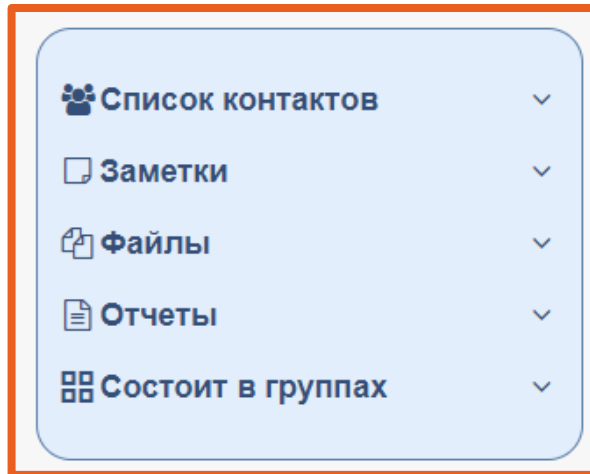 Список контактов
Заметки
Файлы
Отчеты
Состоит в группах